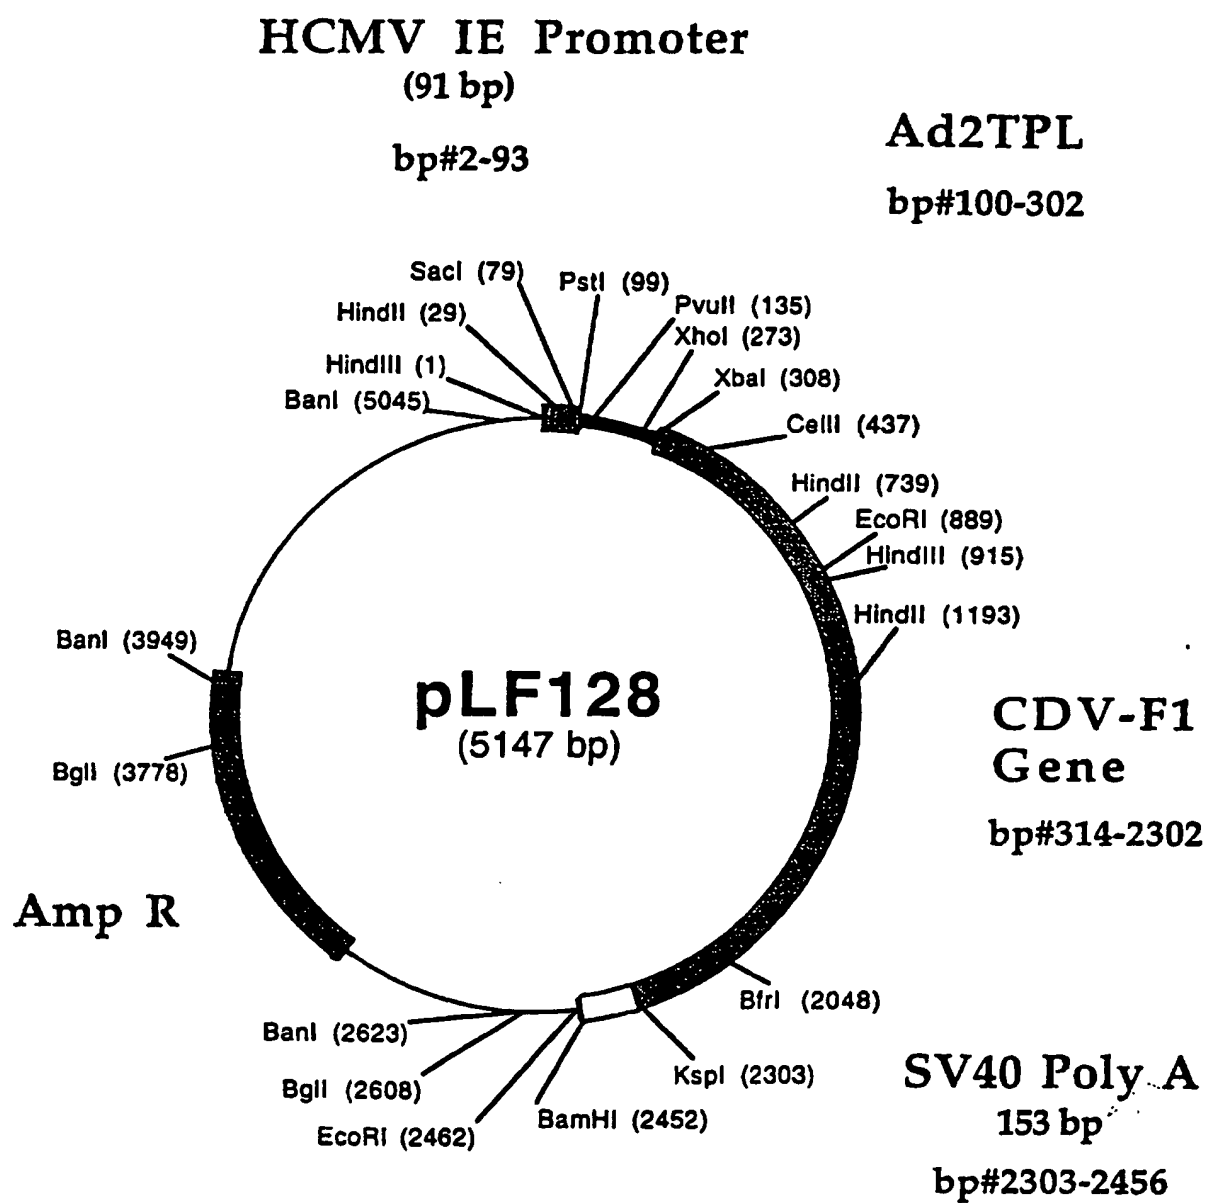 HCMV IE Promoter
(91 bp)
bp#2-93
Ad2TPL
bp#100-302
SacI (79)
PstI (99)
HindII (29)
PvuII (135)
XhoI (273)
HindIII (1)
XbaI (308)
BanI (5045)
CelII (437)
HindII (739)
EcoRI (889)
HindIII (915)
HindII (1193)
BanI (3949)
pLF128
(5147 bp)
CDV-F1
Gene
bp#314-2302
BglI (3778)
Amp R
BfrI (2048)
BanI (2623)
KspI (2303)
BglI (2608)
BamHI (2452)
EcoRI (2462)
SV40 Poly A
153 bp
bp#2303-2456